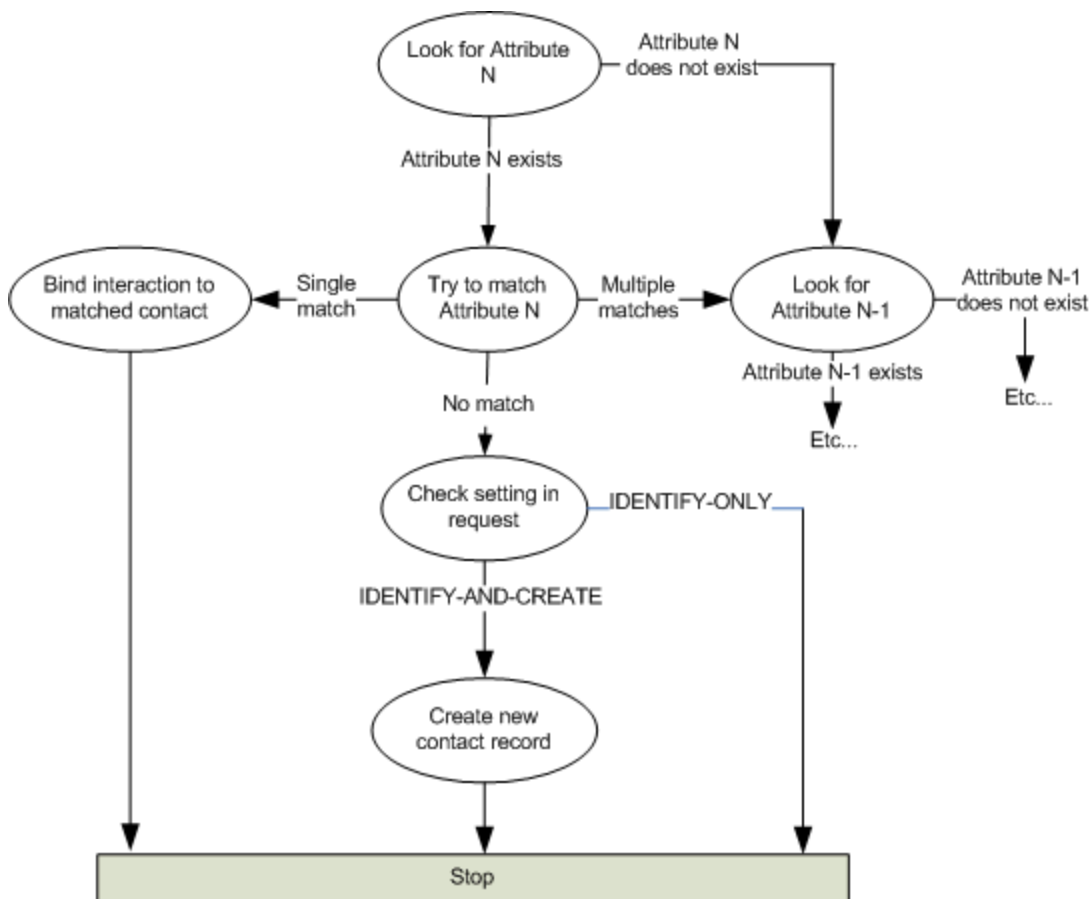 Look for Attribute
N
Attribute N
does not exist
Attribute N exists
Bind interaction to
matched contact
Single
match
Try to match
Attribute N
Multiple
matches
Look for
Attribute N-1
Attribute N-1
does not exist
Attribute N-1 exists
Etc...
Etc...
No match
Check setting in
request
IDENTIFY-ONLY
IDENTIFY-AND-CREATE
Create new
contact record
Stop